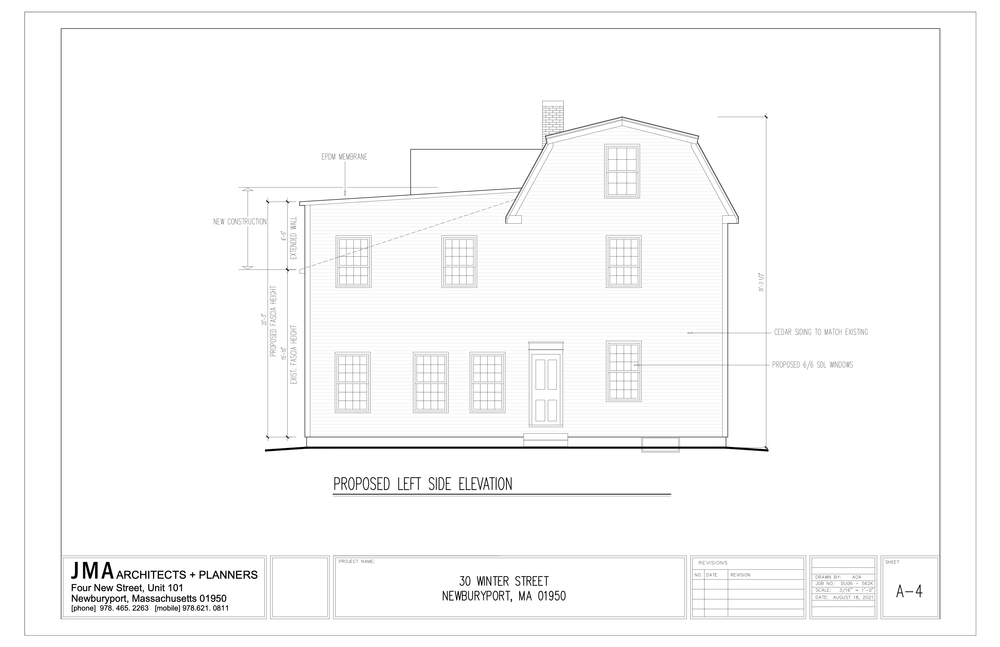 EPDM MEMBRANE
NEW CONSTRUCTION
6'-5"
EXTENDED WALL
22'-3"
PROPOSED FASCIA HEIGHT
15'-10"
EXIST. FASCIA HEIGHT
31'-3 1/2"
CEDAR SIDING TO MATCH EXISTING
PROPOSED 6/6 SDL WINDOWS
PROPOSED LEFT SIDE ELEVATION
JMA ARCHITECTS + PLANNERS
Four New Street, Unit 101
Newburyport, Massachusetts 01950
[phone] 978. 465. 2263 [mobile] 978.621. 0811
PROJECT NAME:
30 WINTER STREET
NEWBURYPORT, MA 01950
REVISIONS
NO. DATE REVISION
DRAWN BY: AOA
JOB NO.: DU06 - 562K
SCALE: 3/16" = 1'-0"
DATE: AUGUST 18, 2021
SHEET
A-4